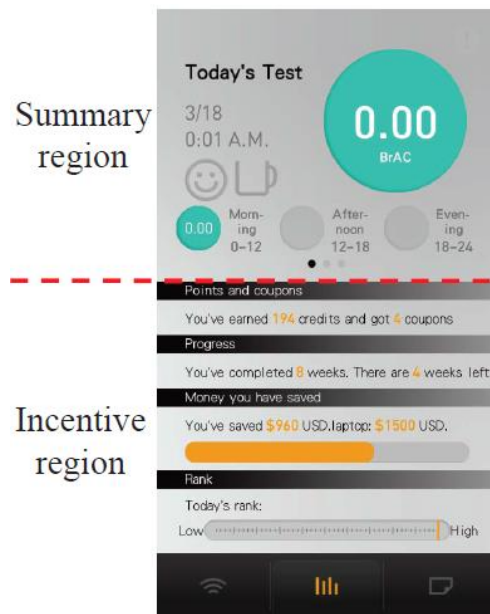 Summary
region
Today's Test
3/18
0:01 A.M.
0.00
BrAC
0.00
Morn-
ing
0-12
After-
noon
12-18
Even-
ing
18-24
Incentive
region
Points and coupons
You've earned 194 credits and got 4 coupons
Progress
You've completed 8 weeks. There are 4 weeks left
Money you have saved
You've saved $960 USD.laptop: $1500 USD.
Rank
Today's rank:
Low High